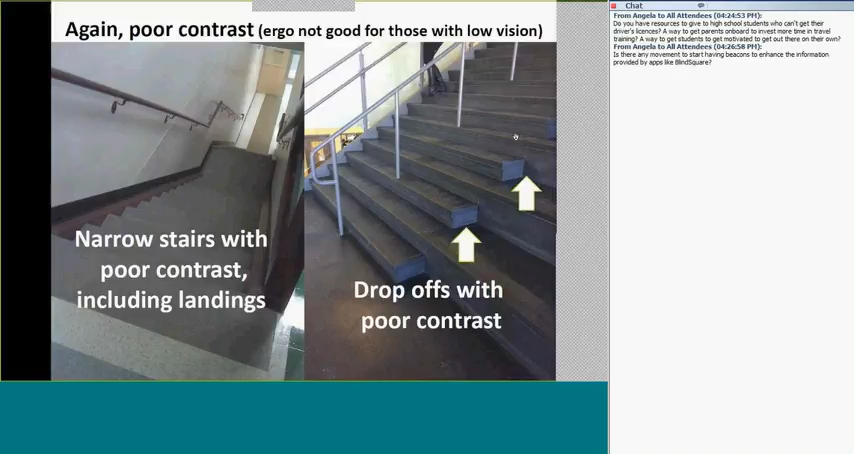 Again, poor contrast (ergo not good for those with low vision)
Narrow stairs with
poor contrast,
including landings
Drop offs with
poor contrast
Chat
From Angela to All Attendees (04:24:53 PM):
Do you have resources to give to high school students who can't get their
driver's licences? A way to get parents onboard to invest more time in travel
training? A way to get students to get motivated to get out there on their own?
From Angela to All Attendees (04:26:58 PM):
Is there any movement to start having beacons to enhance the information
provided by apps like BlindSquare?